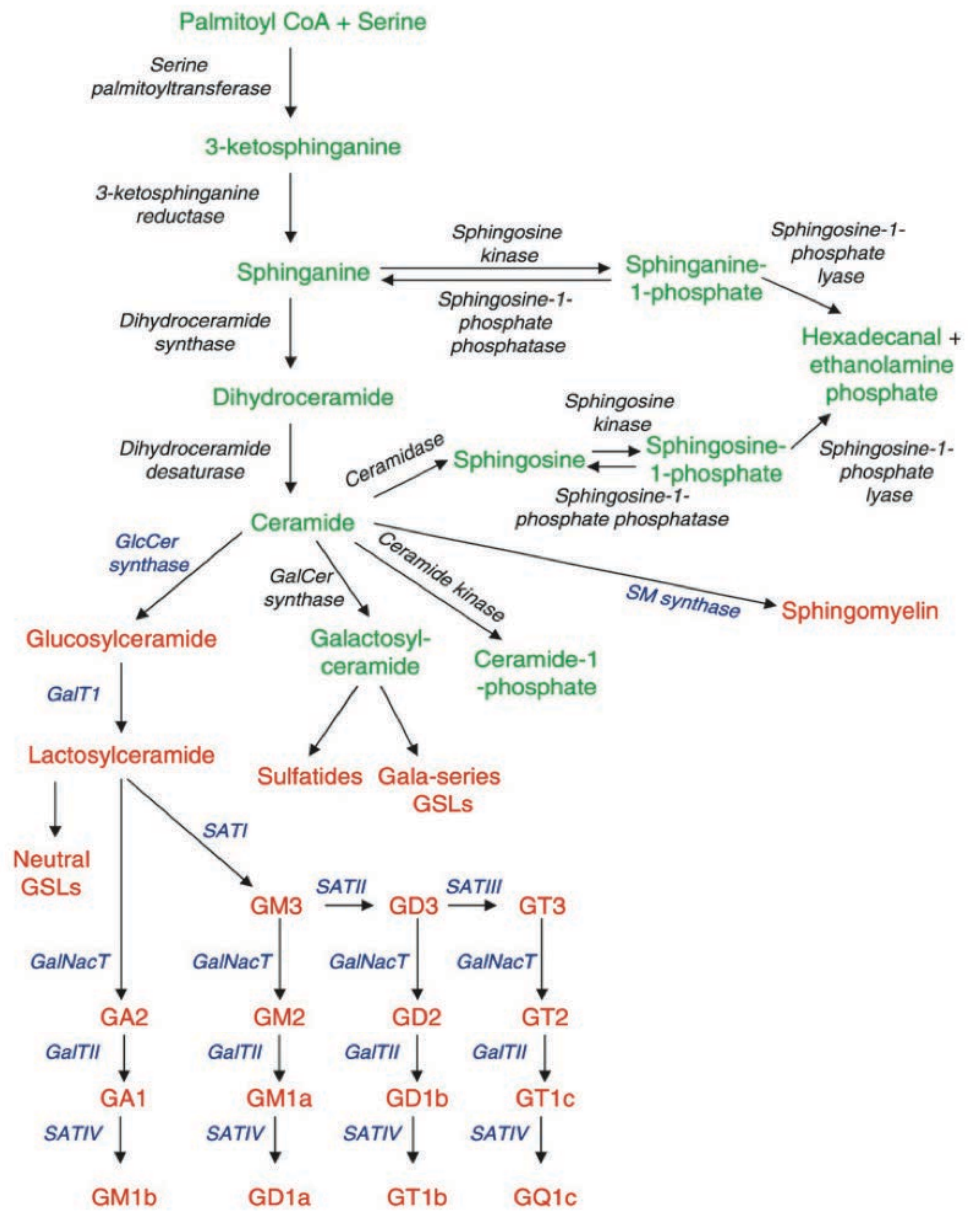 Palmitoyl CoA + Serine
Serine
palmitoyltransferase
3-ketosphinganine
3-ketosphinganine
reductase
Sphinganine
Sphingosine
kinase
Sphingosine-1-
phosphate
phosphatase
Sphinganine-
1-phosphate
Sphingosine-1-
phosphate
lyase
Hexadecanal +
ethanolamine
phosphate
Dihydroceramide
synthase
Dihydroceramide
Dihydroceramide
desaturase
Ceramidase
Sphingosine
Sphingosine
kinase
Sphingosine-
1-phosphate
Sphingosine-1-
phosphate phosphatase
Sphingosine-1-
phosphate
lyase
Ceramide
GlcCer
synthase
GalCer
synthase
Ceramide kinase
SM synthase
Sphingomyelin
Glucosylceramide
Galactosyl-
ceramide
Ceramide-1
-phosphate
GalT1
Lactosylceramide
Sulfatides
Gala-series
GSLs
Neutral
GSLs
SATI
GM3
SATII
GD3
SATIII
GT3
GalNacT
GalNacT
GalNacT
GalNacT
GA2
GM2
GD2
GT2
GalTII
GalTII
GalTII
GalTII
GA1
GM1a
GD1b
GT1c
SATIV
SATIV
SATIV
SATIV
GM1b
GD1a
GT1b
GQ1c